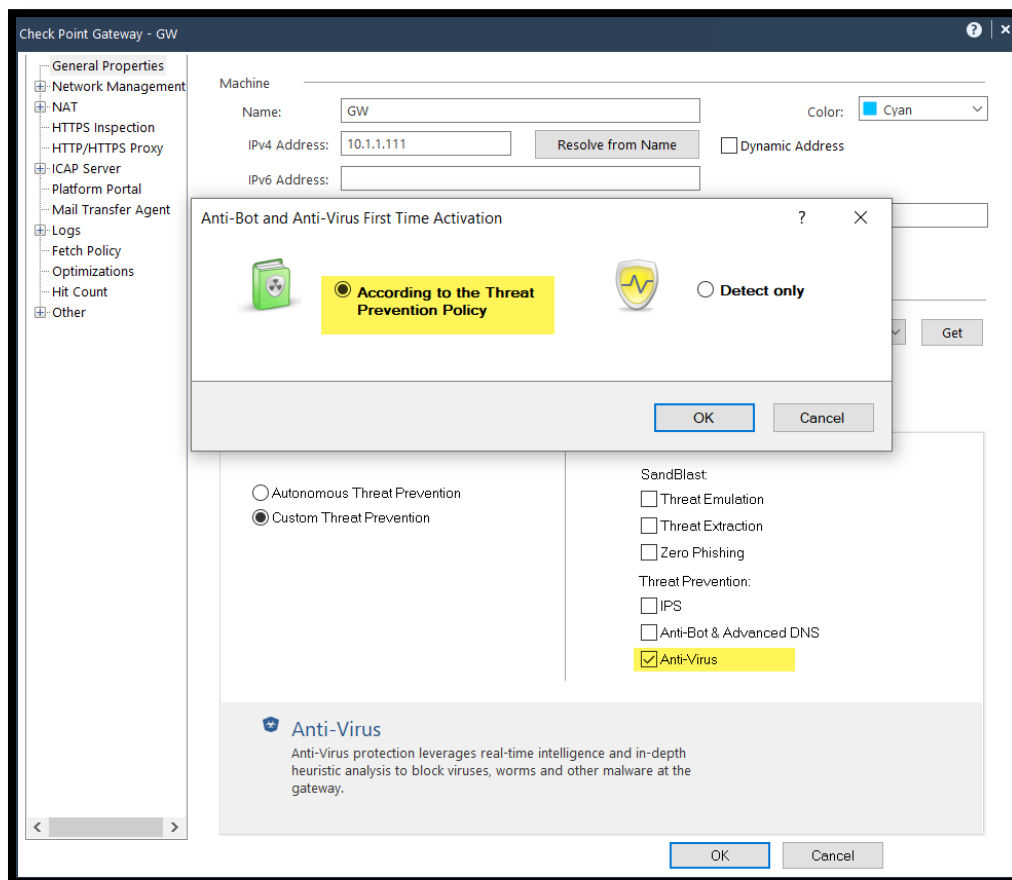 Check Point Gateway - GW
General Properties
Network Management
NAT
HTTPS Inspection
HTTP/HTTPS Proxy
ICAP Server
Platform Portal
Mail Transfer Agent
Logs
Fetch Policy
Optimizations
Hit Count
Other
Machine
Name:
GW
Color:
Cyan
IPv4 Address:
10.1.1.111
Resolve from Name
Dynamic Address
IPv6 Address:
Anti-Bot and Anti-Virus First Time Activation
?
According to the Threat
Prevention Policy
Detect only
OK
Cancel
Get
Autonomous Threat Prevention
Custom Threat Prevention
SandBlast:
Threat Emulation
Threat Extraction
Zero Phishing
Threat Prevention:
IPS
Anti-Bot & Advanced DNS
Anti-Virus
Anti-Virus
Anti-Virus protection leverages real-time intelligence and in-depth
heuristic analysis to block viruses, worms and other malware at the
gateway.
OK
Cancel